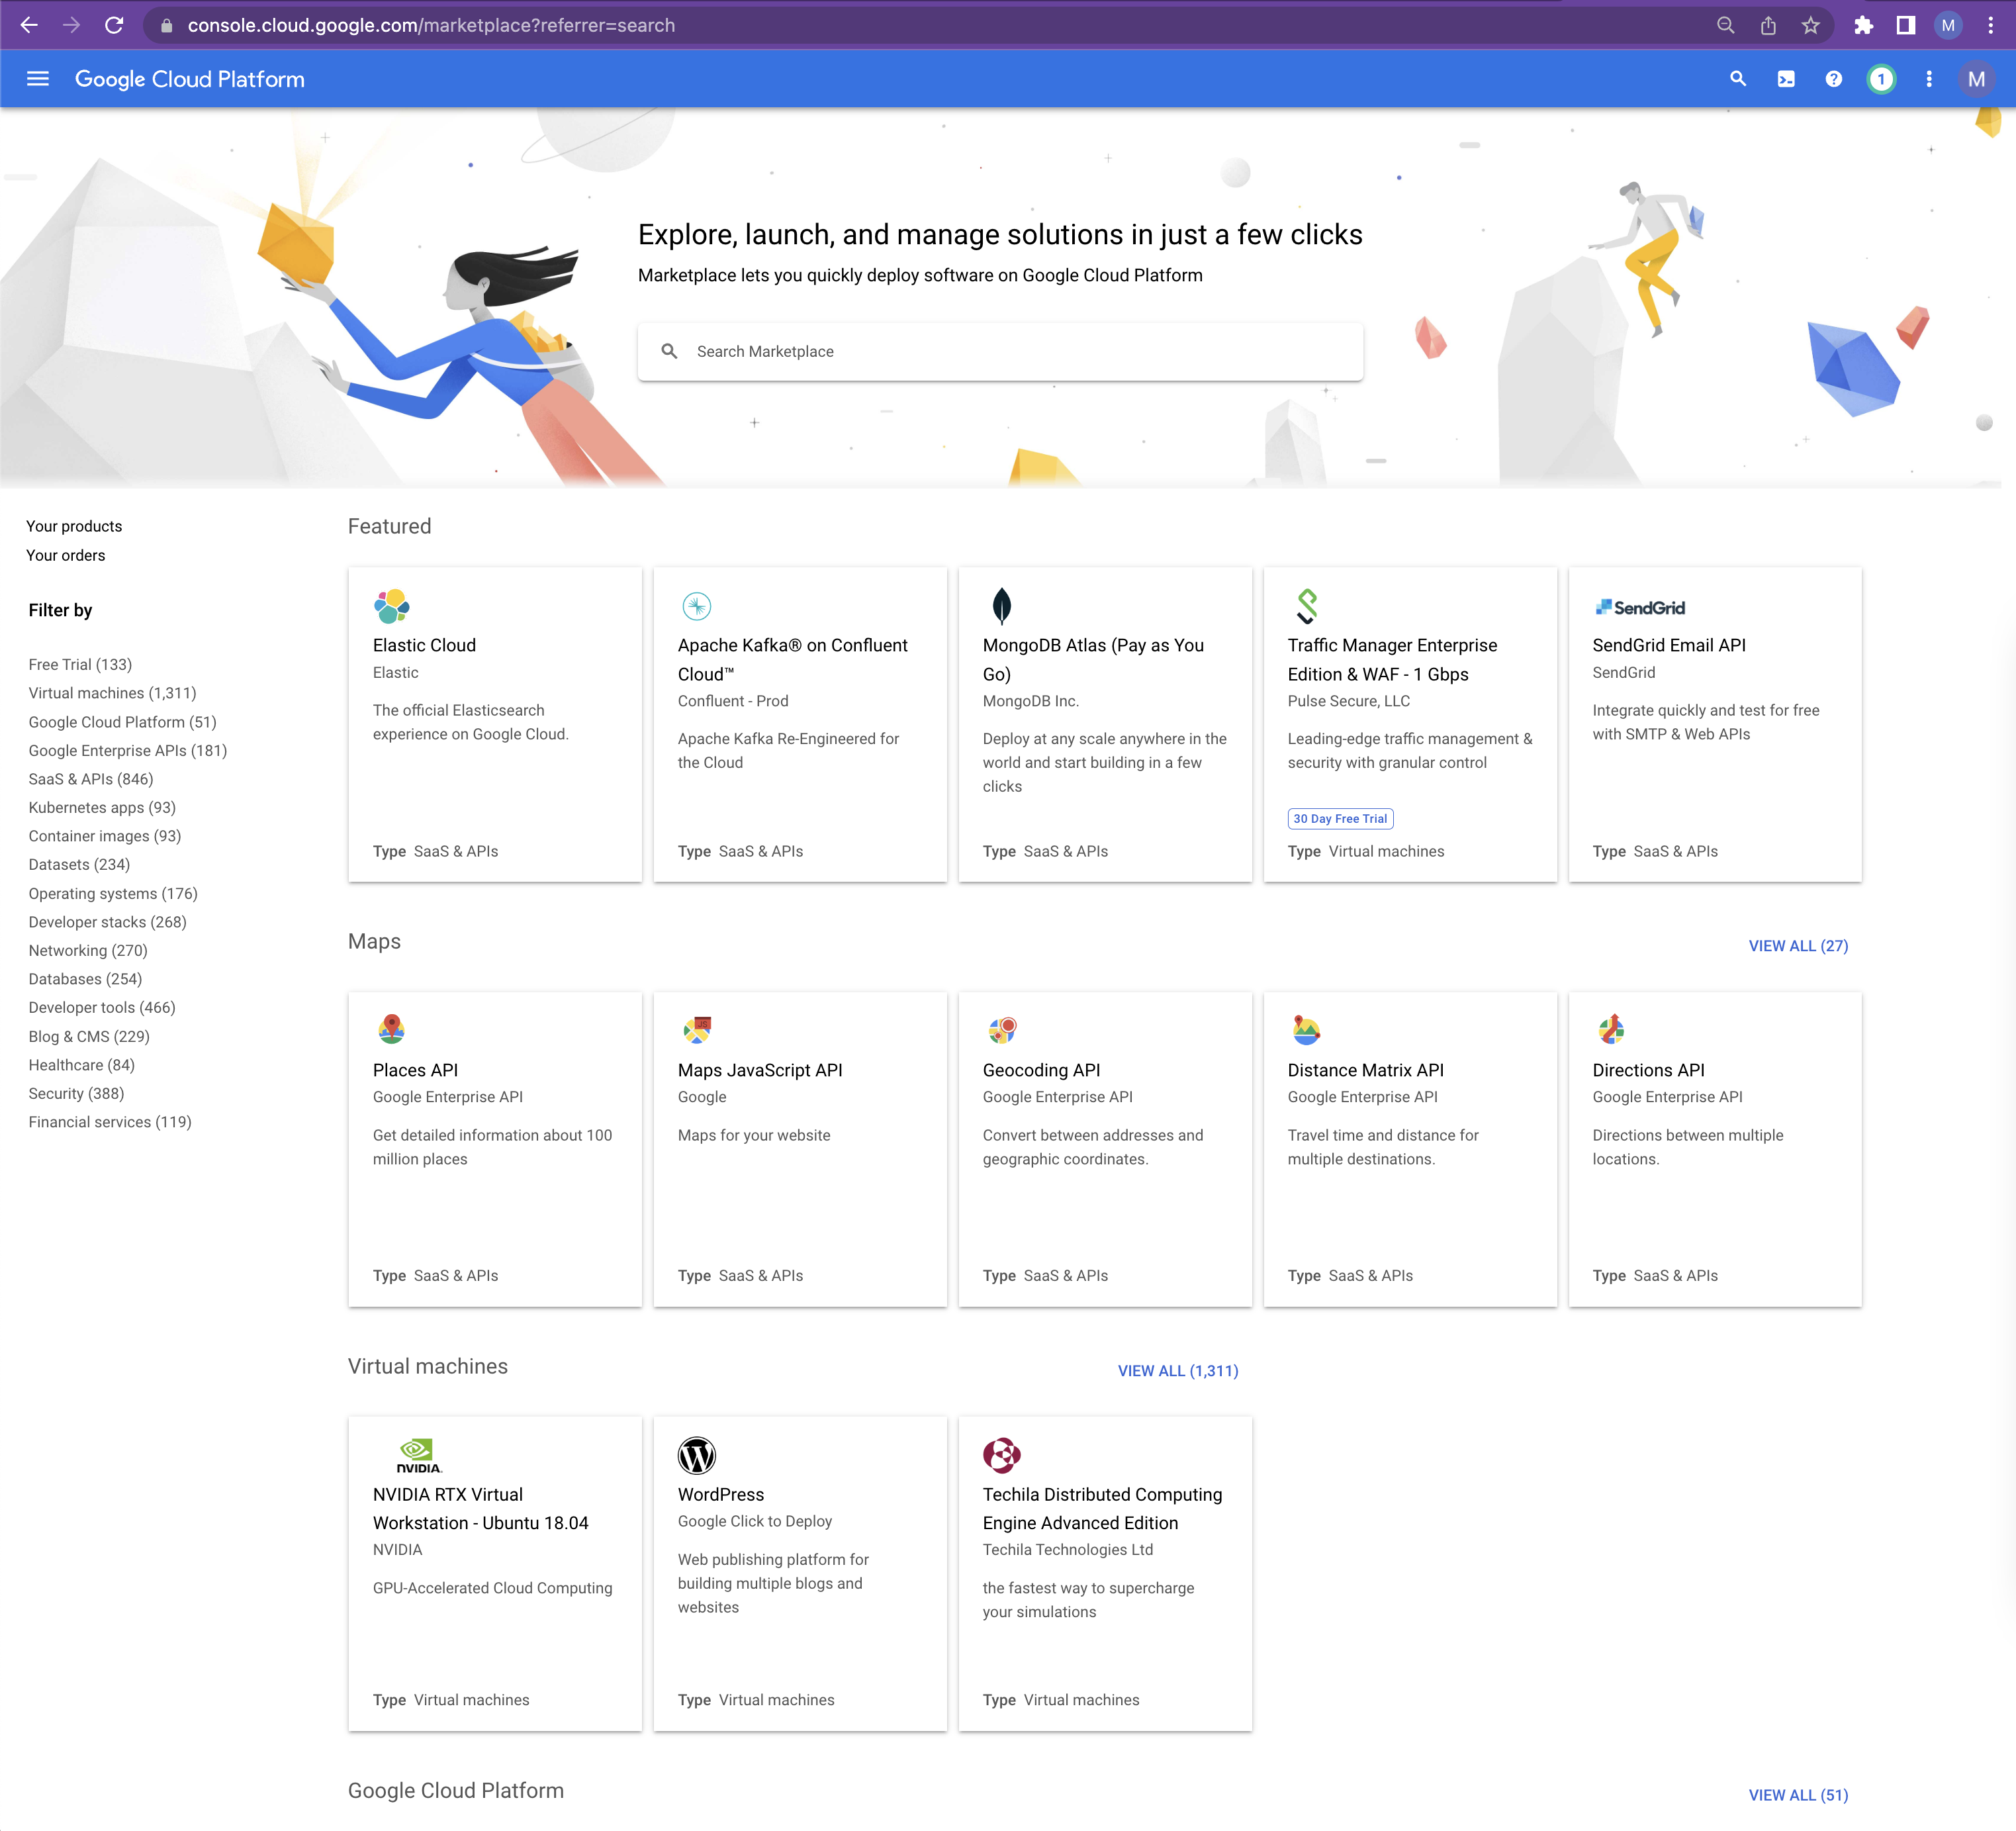 console.cloud.google.com/marketplace?referrer=search
M
Google Cloud Platform
1
M
Explore, launch, and manage solutions in just a few clicks
Marketplace lets you quickly deploy software on Google Cloud Platform
Search Marketplace
Your products
Your orders
Filter by
Free Trial (133)
Virtual machines (1,311)
Google Cloud Platform (51)
Google Enterprise APIs (181)
SaaS & APIs (846)
Kubernetes apps (93)
Container images (93)
Datasets (234)
Operating systems (176)
Developer stacks (268)
Networking (270)
Databases (254)
Developer tools (466)
Blog & CMS (229)
Healthcare (84)
Security (388)
Financial services (119)
Featured
Elastic Cloud
Elastic
The official Elasticsearch
experience on Google Cloud.
Type SaaS & APIs
Apache Kafka® on Confluent
Cloud™
Confluent - Prod
Apache Kafka Re-Engineered for
the Cloud
Type SaaS & APIs
MongoDB Atlas (Pay as You
Go)
MongoDB Inc.
Deploy at any scale anywhere in the
world and start building in a few
clicks
Type SaaS & APIs
Traffic Manager Enterprise
Edition & WAF - 1 Gbps
Pulse Secure, LLC
Leading-edge traffic management &
security with granular control
30 Day Free Trial
Type Virtual machines
SendGrid
SendGrid Email API
SendGrid
Integrate quickly and test for free
with SMTP & Web APIs
Type SaaS & APIs
Maps
VIEW ALL (27)
Places API
Google Enterprise API
Get detailed information about 100
million places
Type SaaS & APIs
JS
Maps JavaScript API
Google
Maps for your website
Type SaaS & APIs
Geocoding API
Google Enterprise API
Convert between addresses and
geographic coordinates.
Type SaaS & APIs
Distance Matrix API
Google Enterprise API
Travel time and distance for
multiple destinations.
Type SaaS & APIs
Directions API
Google Enterprise API
Directions between multiple
locations.
Type SaaS & APIs
Virtual machines
VIEW ALL (1,311)
NVIDIA.
NVIDIA RTX Virtual
Workstation - Ubuntu 18.04
NVIDIA
GPU-Accelerated Cloud Computing
Type Virtual machines
WordPress
Google Click to Deploy
Web publishing platform for
building multiple blogs and
websites
Type Virtual machines
Techila Distributed Computing
Engine Advanced Edition
Techila Technologies Ltd
the fastest way to supercharge
your simulations
Type Virtual machines
Google Cloud Platform
VIEW ALL (51)